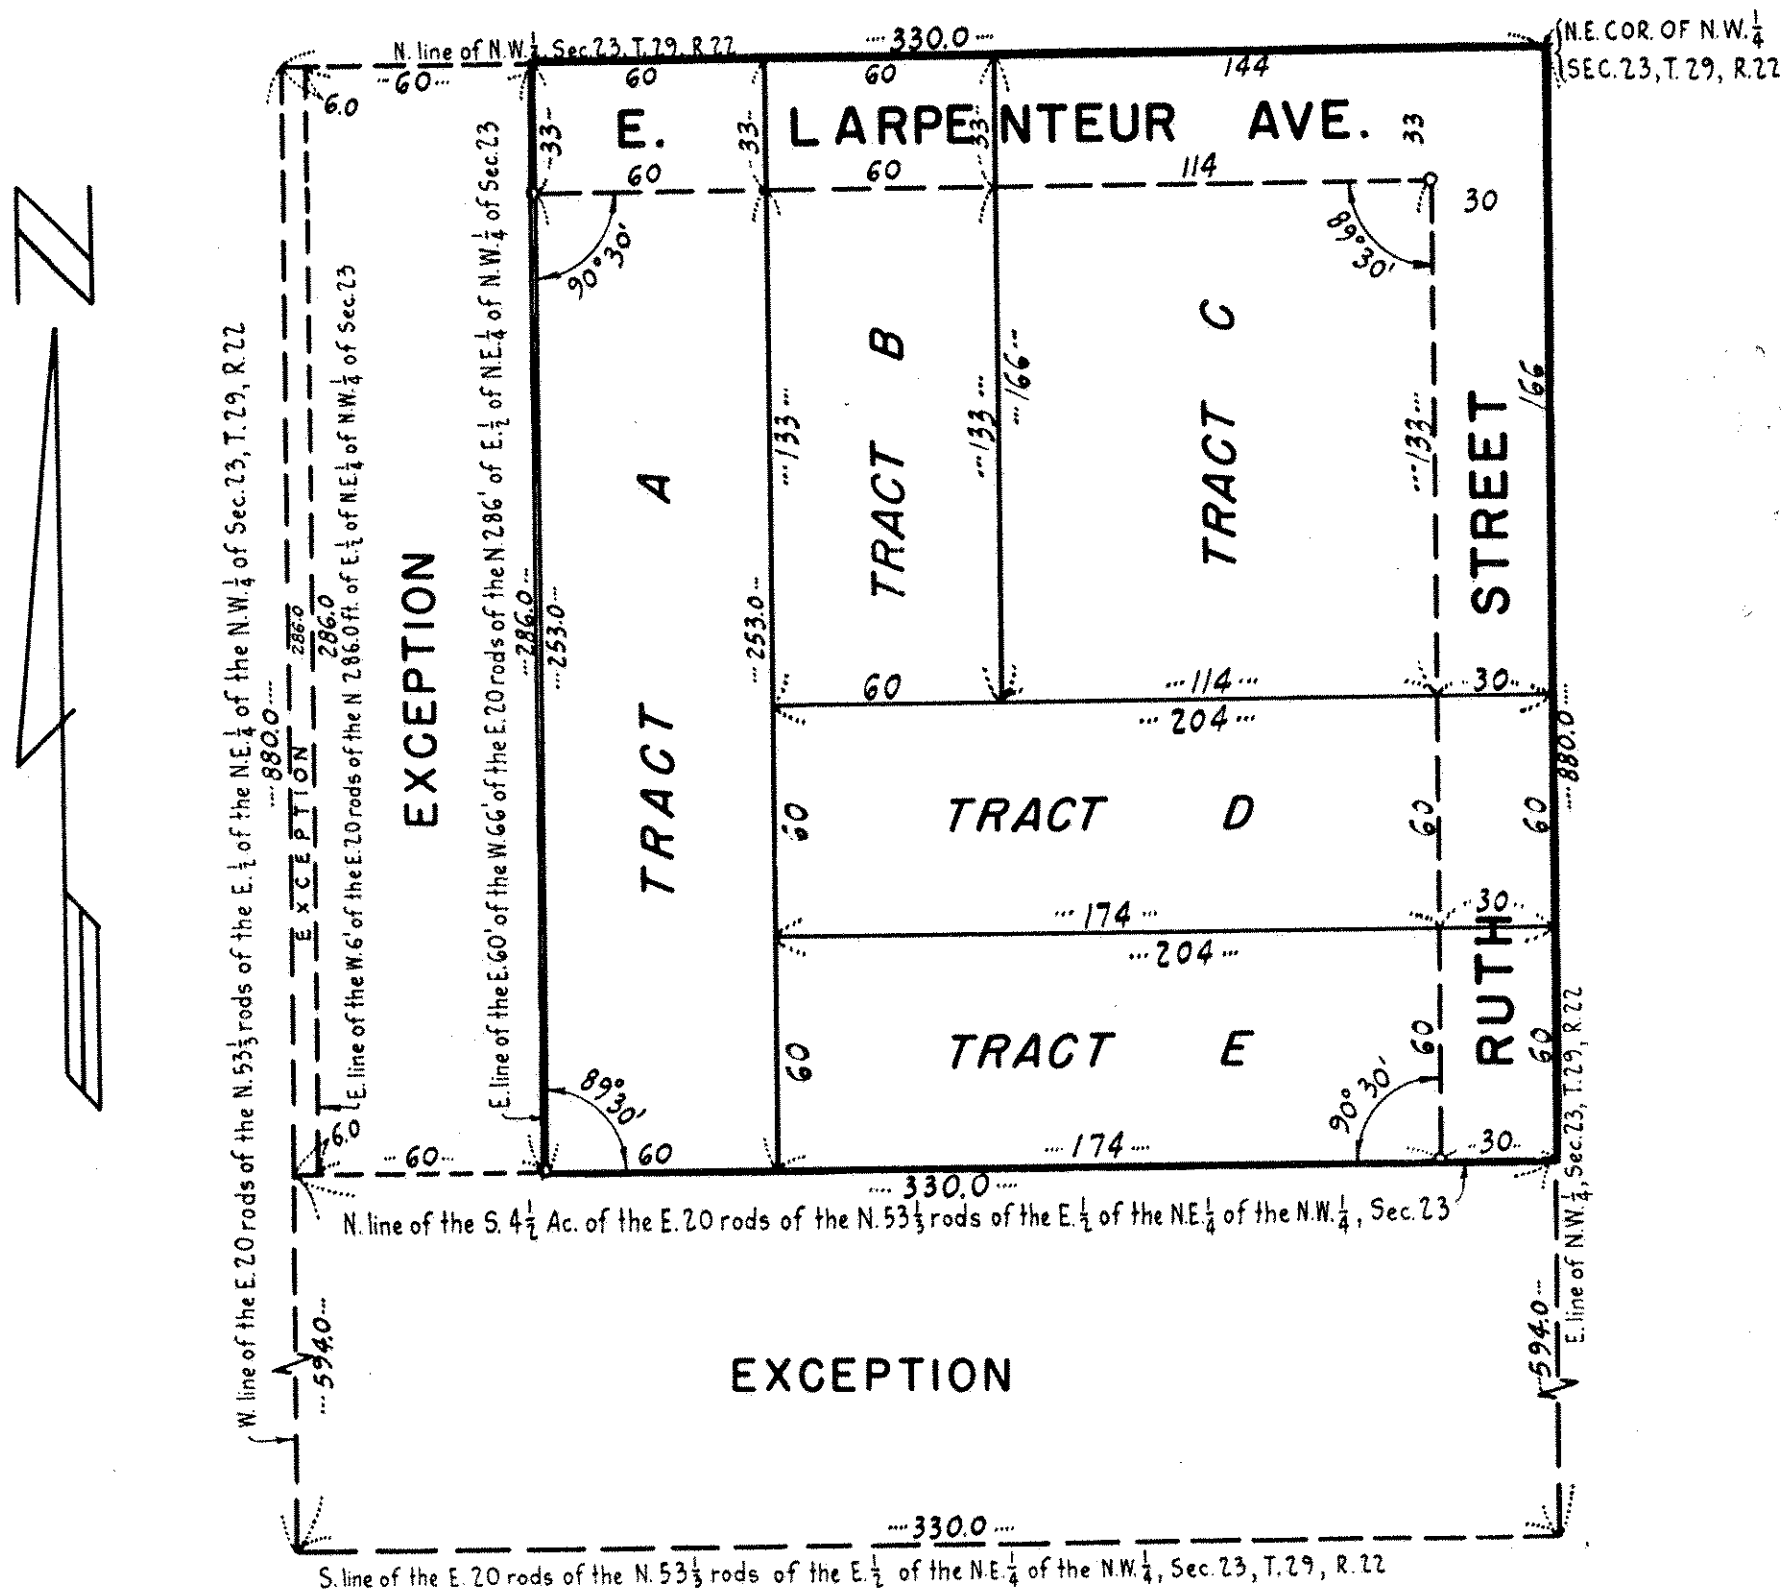 N. line of N.W. ¼, Sec. 23, T. 29, R. 22
330.0
N.E. COR. OF N.W. ¼
SEC. 23, T. 29, R. 22
60
60
60
144
6.0
33
33
33
33
E. LARPENTEUR AVE.
60
60
114
30
90°30'
89°30'
N
W. line of the E. 20 rods of the N. 53⅓ rods of the E. ½ of the N.E. ¼ of the N.W. ¼ of Sec. 23, T. 29, R. 22
880.0
286.0
EXCEPTION
286.0
E. line of the W. 6' of the E. 20 rods of the N. 286.0 ft. of E. ½ of N.E. ¼ of N.W. ¼ of Sec. 23
EXCEPTION
E. line of the E. 60' of the W. 66' of the E. 20 rods of the N. 286' of E. ½ of N.E. ¼ of N.W. ¼ of Sec. 23
286.0
253.0
TRACT A
253.0
133
TRACT B
133
166
TRACT C
133
166
RUTH STREET
60
114
30
204
880.0
60
TRACT D
60
60
174
30
204
60
TRACT E
60
60
89°30'
90°30'
6.0
60
60
174
30
330.0
N. line of the S. 4½ Ac. of the E. 20 rods of the N. 53⅓ rods of the E. ½ of the N.E. ¼ of the N.W. ¼, Sec. 23
E. line of N.W. ¼, Sec. 23, T. 29, R. 22
594.0
EXCEPTION
594.0
330.0
S. line of the E. 20 rods of the N. 53⅓ rods of the E. ½ of the N.E. ¼ of the N.W. ¼, Sec. 23, T. 29, R. 22